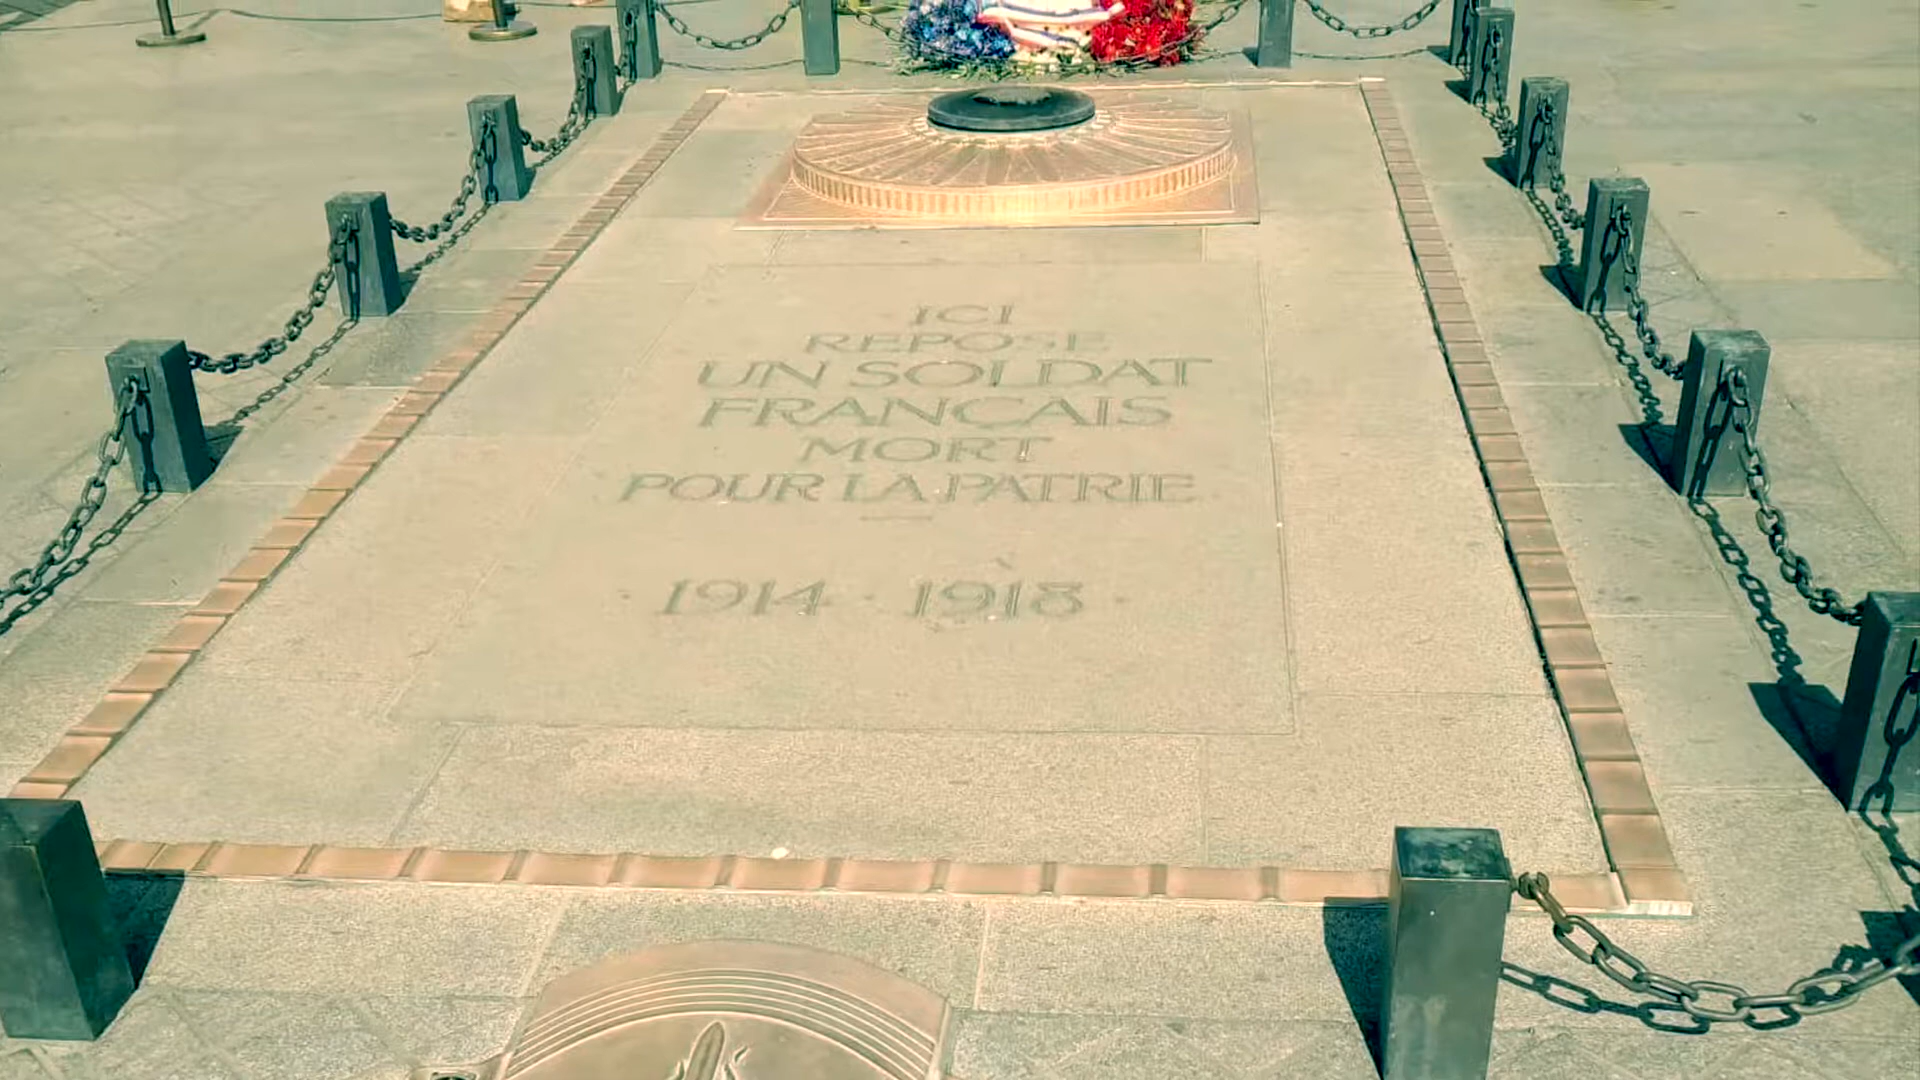 ICI
REPOSE
UN SOLDAT
FRANÇAIS
MORT
POUR LA PATRIE
1914 · 1918